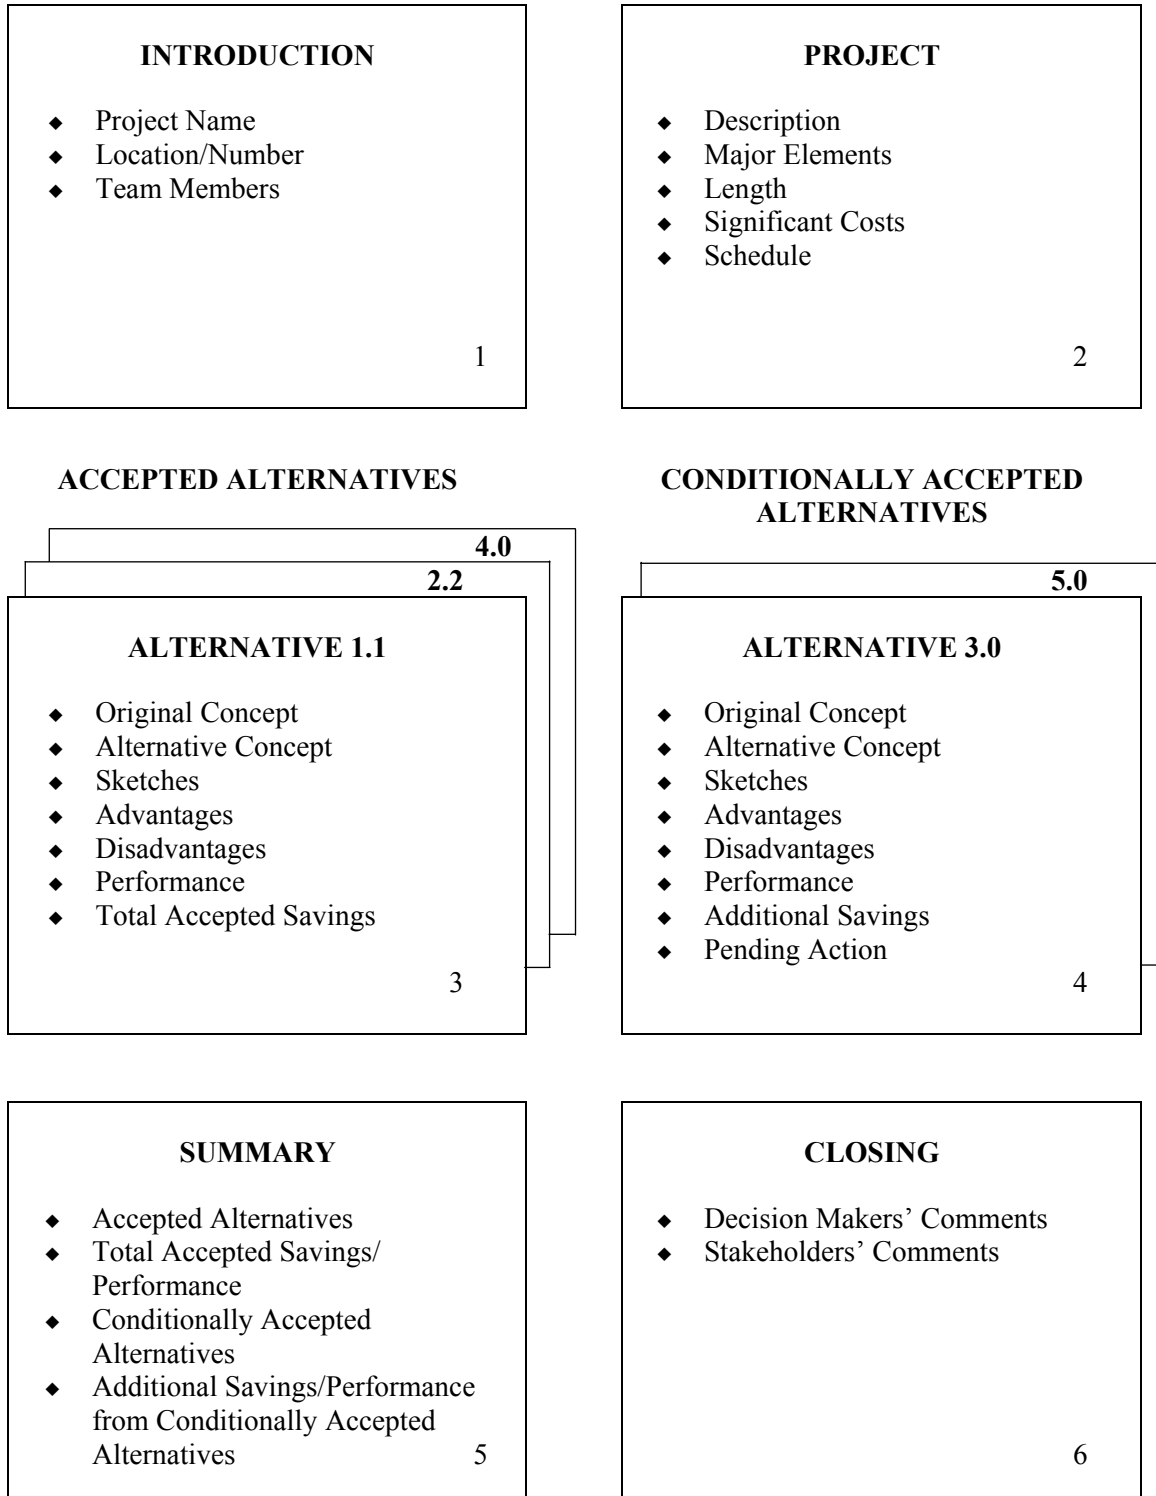 INTRODUCTION
◆ Project Name
◆ Location/Number
◆ Team Members
1
PROJECT
◆ Description
◆ Major Elements
◆ Length
◆ Significant Costs
◆ Schedule
2
ACCEPTED ALTERNATIVES
4.0
2.2
ALTERNATIVE 1.1
◆ Original Concept
◆ Alternative Concept
◆ Sketches
◆ Advantages
◆ Disadvantages
◆ Performance
◆ Total Accepted Savings
3
CONDITIONALLY ACCEPTED
ALTERNATIVES
5.0
ALTERNATIVE 3.0
◆ Original Concept
◆ Alternative Concept
◆ Sketches
◆ Advantages
◆ Disadvantages
◆ Performance
◆ Additional Savings
◆ Pending Action
4
SUMMARY
◆ Accepted Alternatives
◆ Total Accepted Savings/
Performance
◆ Conditionally Accepted
Alternatives
◆ Additional Savings/Performance
from Conditionally Accepted
Alternatives 5
CLOSING
◆ Decision Makers’ Comments
◆ Stakeholders’ Comments
6